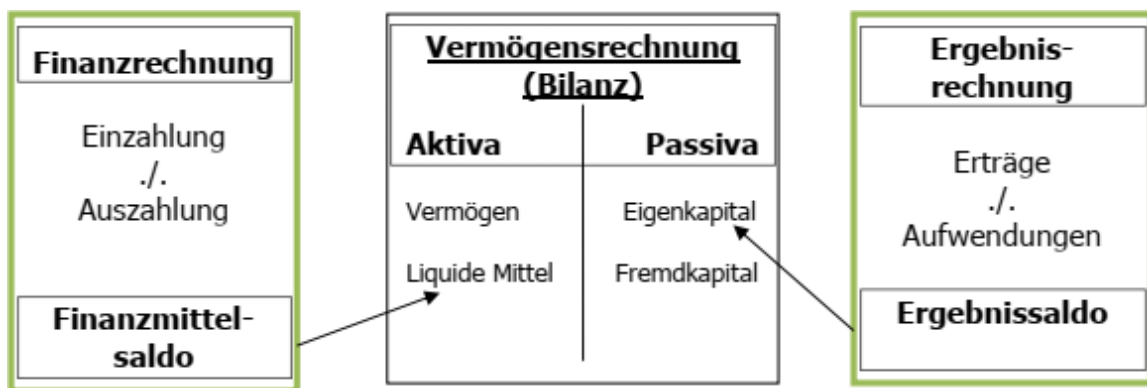 Finanzrechnung
Einzahlung
./.
Auszahlung
Finanzmittel-
saldo
Vermögensrechnung
(Bilanz)
Aktiva Passiva
Vermögen Eigenkapital
Liquide Mittel Fremdkapital
Ergebnis-
rechnung
Erträge
./.
Aufwendungen
Ergebnissaldo